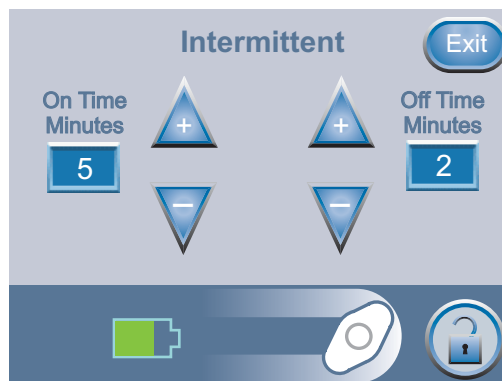 Intermittent
Exit
On Time
Minutes
5
+
−
+
−
Off Time
Minutes
2